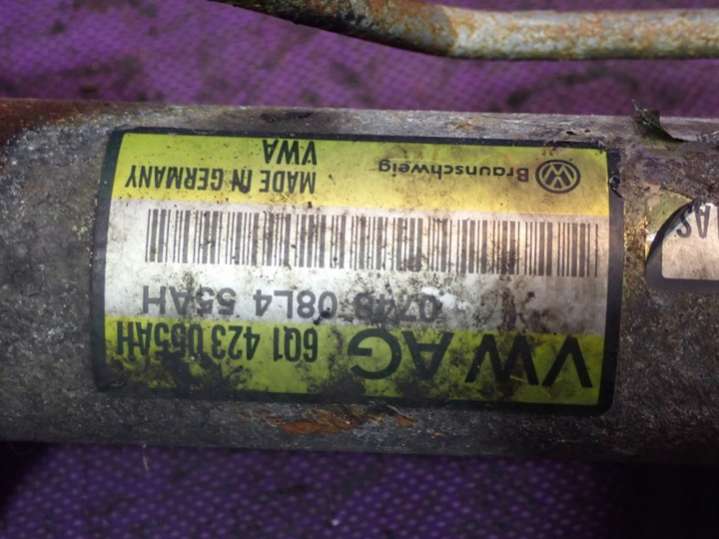 VW AG
6Q1 423 055AH
0748 08L4 55AH
Braunschweig
MADE IN GERMANY
VWA